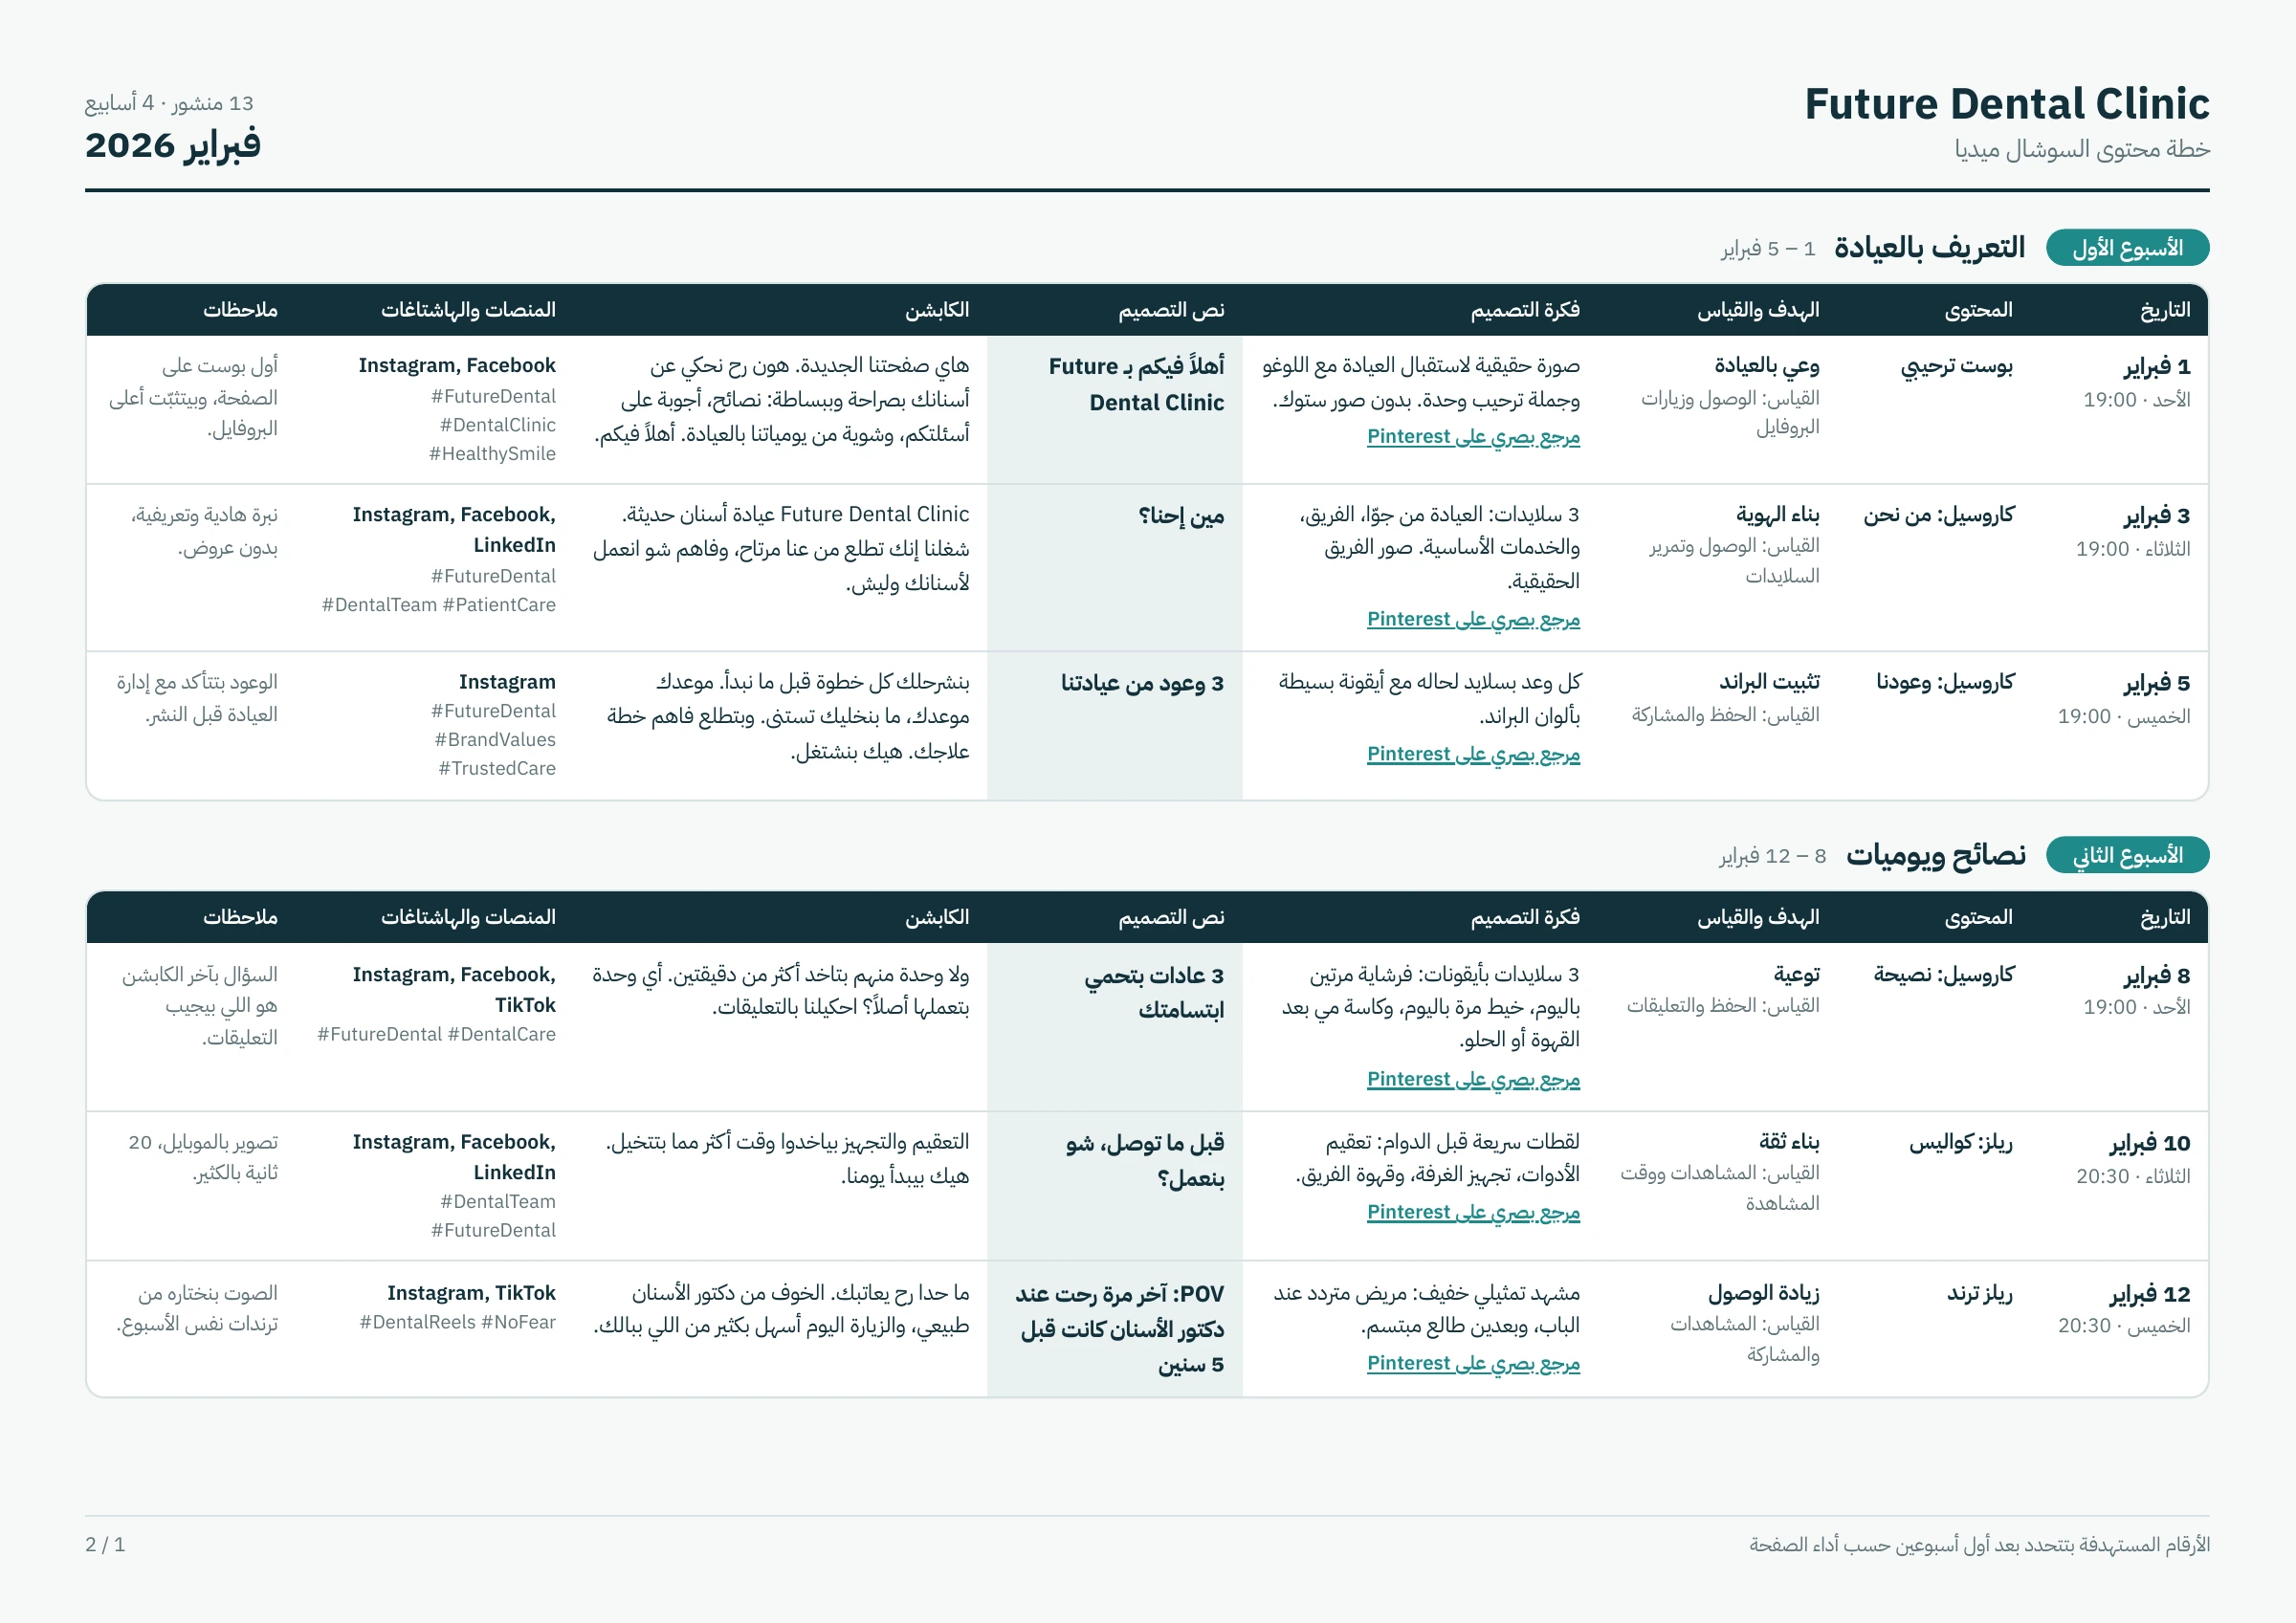 Future Dental Clinic
خطة محتوى السوشال ميديا
13 منشور · 4 أسابيع
فبراير 2026
الأسبوع الأول التعريف بالعيادة 1 – 5 فبراير
التاريخ المحتوى الهدف والقياس فكرة التصميم نص التصميم الكابشن المنصات والهاشتاغات ملاحظات
1 فبراير
الأحد · 19:00
بوست ترحيبي
وعي بالعيادة
القياس: الوصول وزيارات
البروفايل
صورة حقيقية لاستقبال العيادة مع اللوغو
وجملة ترحيب وحدة. بدون صور ستوك.
مرجع بصري على Pinterest
أهلاً فيكم بـ Future
Dental Clinic
هاي صفحتنا الجديدة. هون رح نحكي عن
أسنانك بصراحة وببساطة: نصائح، أجوبة على
أسئلتكم، وشوية من يومياتنا بالعيادة. أهلاً فيكم.
Instagram, Facebook
#FutureDental
#DentalClinic
#HealthySmile
أول بوست على
الصفحة، وبيتثبّت أعلى
البروفايل.
3 فبراير
الثلاثاء · 19:00
كاروسيل: من نحن
بناء الهوية
القياس: الوصول وتمرير
السلايدات
3 سلايدات: العيادة من جوّا، الفريق،
والخدمات الأساسية. صور الفريق
الحقيقية.
مرجع بصري على Pinterest
مين إحنا؟
Future Dental Clinic عيادة أسنان حديثة.
شغلنا إنك تطلع من عنا مرتاح، وفاهم شو انعمل
لأسنانك وليش.
Instagram, Facebook,
LinkedIn
#FutureDental
#DentalTeam #PatientCare
نبرة هادية وتعريفية،
بدون عروض.
5 فبراير
الخميس · 19:00
كاروسيل: وعودنا
تثبيت البراند
القياس: الحفظ والمشاركة
كل وعد بسلايد لحاله مع أيقونة بسيطة
بألوان البراند.
مرجع بصري على Pinterest
3 وعود من عيادتنا
بنشرحلك كل خطوة قبل ما نبدأ. موعدك
موعدك، ما بنخليك تستنى. وبتطلع فاهم خطة
علاجك. هيك بنشتغل.
Instagram
#FutureDental
#BrandValues
#TrustedCare
الوعود بتتأكد مع إدارة
العيادة قبل النشر.
الأسبوع الثاني نصائح ويوميات 8 – 12 فبراير
التاريخ المحتوى الهدف والقياس فكرة التصميم نص التصميم الكابشن المنصات والهاشتاغات ملاحظات
8 فبراير
الأحد · 19:00
كاروسيل: نصيحة
توعية
القياس: الحفظ والتعليقات
3 سلايدات بأيقونات: فرشاية مرتين
باليوم، خيط مرة باليوم، وكاسة مي بعد
القهوة أو الحلو.
مرجع بصري على Pinterest
3 عادات بتحمي
ابتسامتك
ولا وحدة منهم بتاخد أكثر من دقيقتين. أي وحدة
بتعملها أصلاً؟ احكيلنا بالتعليقات.
Instagram, Facebook,
TikTok
#FutureDental #DentalCare
السؤال بآخر الكابشن
هو اللي بيجيب
التعليقات.
10 فبراير
الثلاثاء · 20:30
ريلز: كواليس
بناء ثقة
القياس: المشاهدات ووقت
المشاهدة
لقطات سريعة قبل الدوام: تعقيم
الأدوات، تجهيز الغرفة، وقهوة الفريق.
مرجع بصري على Pinterest
قبل ما توصل، شو
بنعمل؟
التعقيم والتجهيز بياخدوا وقت أكثر مما بتتخيل.
هيك بيبدأ يومنا.
Instagram, Facebook,
LinkedIn
#DentalTeam
#FutureDental
تصوير بالموبايل، 20
ثانية بالكثير.
12 فبراير
الخميس · 20:30
ريلز ترند
زيادة الوصول
القياس: المشاهدات
والمشاركة
مشهد تمثيلي خفيف: مريض متردد عند
الباب، وبعدين طالع مبتسم.
مرجع بصري على Pinterest
POV: آخر مرة رحت عند
دكتور الأسنان كانت قبل
5 سنين
ما حدا رح يعاتبك. الخوف من دكتور الأسنان
طبيعي، والزيارة اليوم أسهل بكثير من اللي ببالك.
Instagram, TikTok
#DentalReels #NoFear
الصوت بنختاره من
ترندات نفس الأسبوع.
الأرقام المستهدفة بتتحدد بعد أول أسبوعين حسب أداء الصفحة
2 / 1